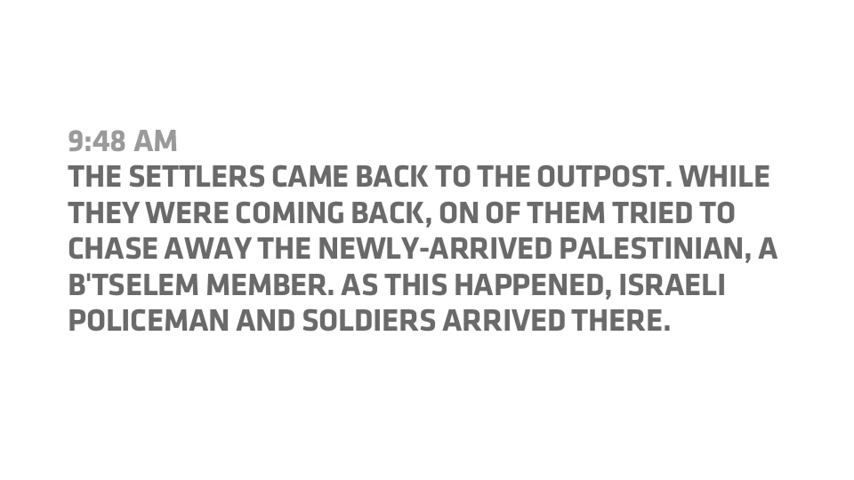 9:48 AM
THE SETTLERS CAME BACK TO THE OUTPOST. WHILE
THEY WERE COMING BACK, ON OF THEM TRIED TO
CHASE AWAY THE NEWLY-ARRIVED PALESTINIAN, A
B'TSELEM MEMBER. AS THIS HAPPENED, ISRAELI
POLICEMAN AND SOLDIERS ARRIVED THERE.